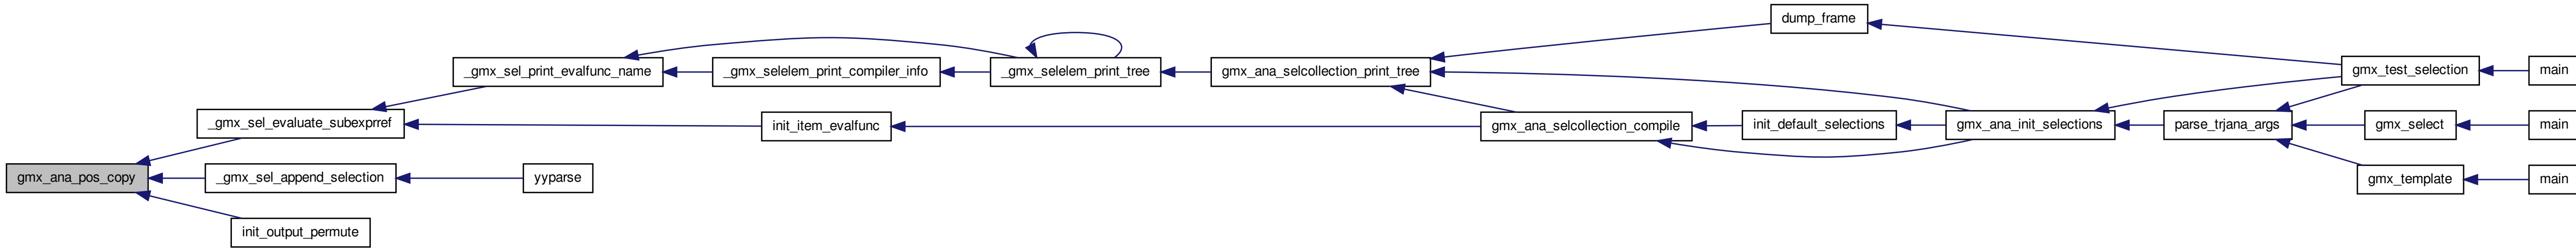 dump_frame
_gmx_sel_print_evalfunc_name
_gmx_selelem_print_compiler_info
_gmx_selelem_print_tree
gmx_ana_selcollection_print_tree
gmx_test_selection
main
_gmx_sel_evaluate_subexprref
init_item_evalfunc
gmx_ana_selcollection_compile
init_default_selections
gmx_ana_init_selections
parse_trjana_args
gmx_select
main
gmx_ana_pos_copy
_gmx_sel_append_selection
yyparse
gmx_template
main
init_output_permute